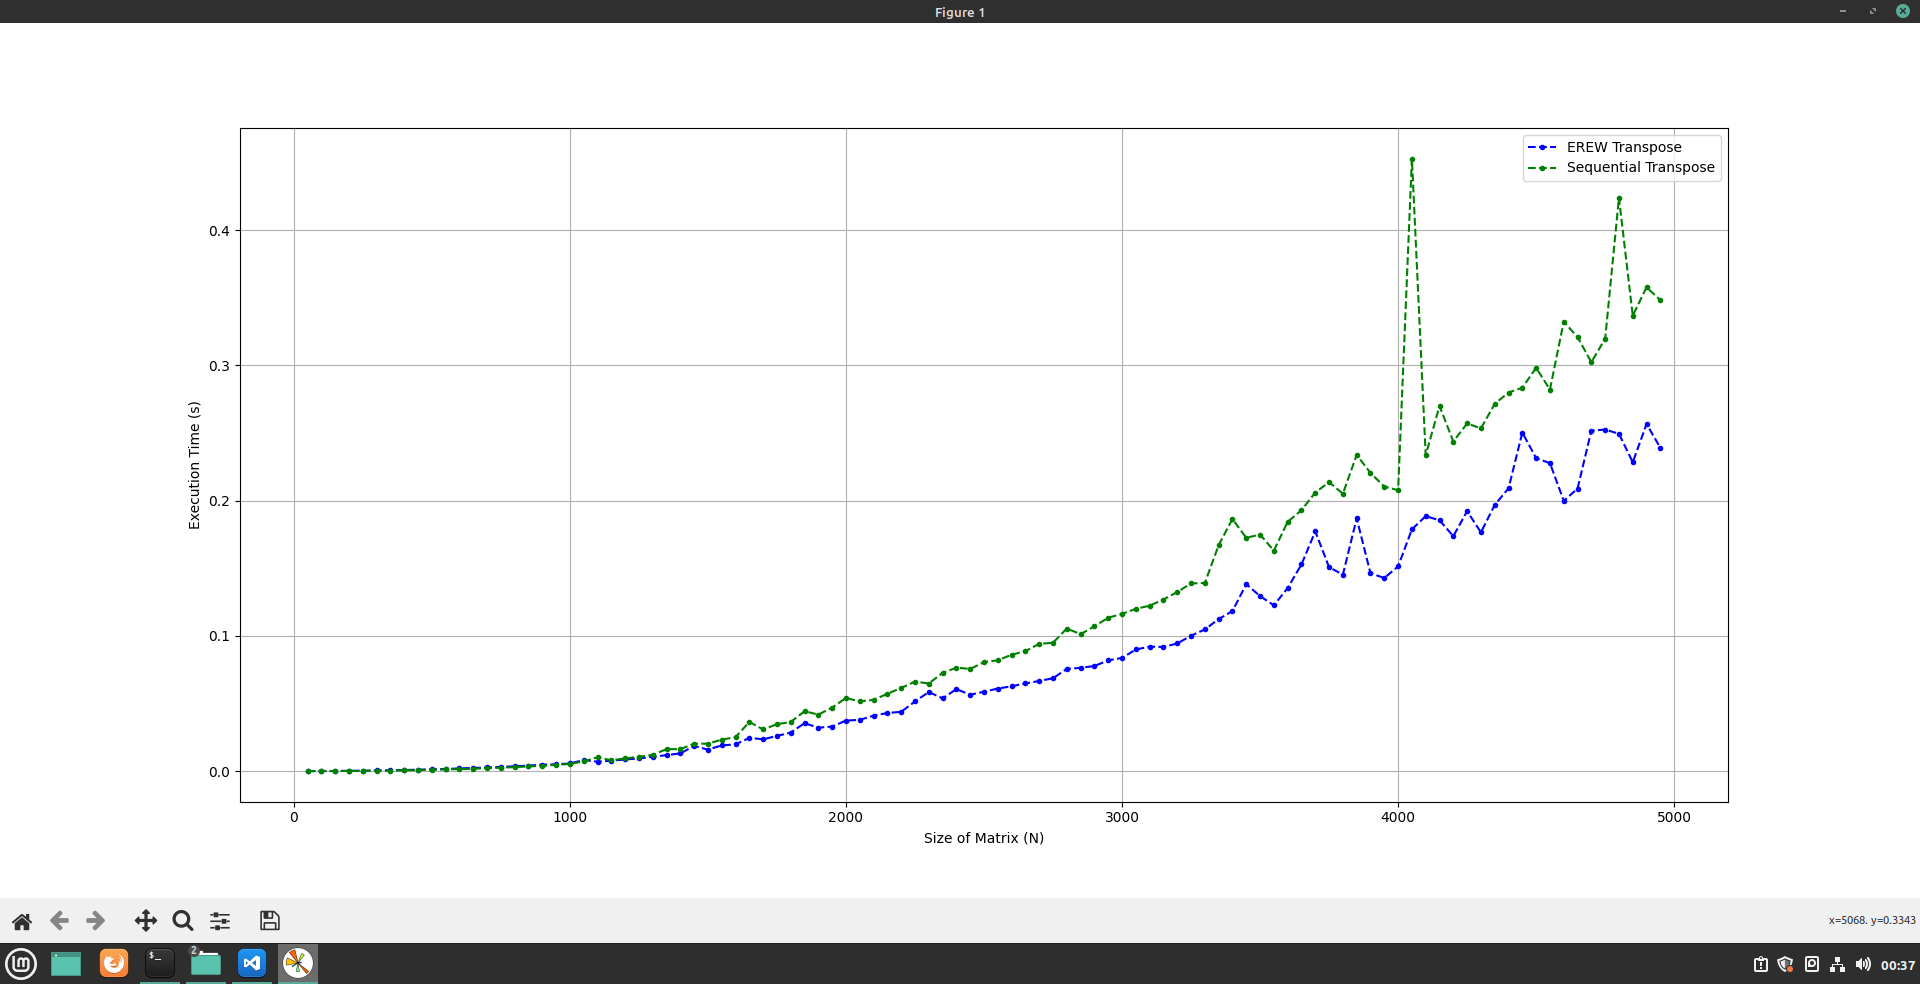 Figure 1
EREW Transpose
Sequential Transpose
0.4
0.3
0.2
0.1
0.0
Execution Time (s)
0
1000
2000
3000
4000
5000
Size of Matrix (N)
x=5068. y=0.3343
$_
2
00:37